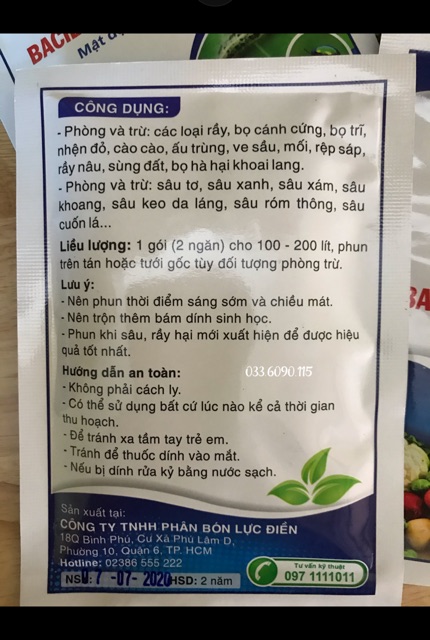 BACI
Mật
CÔNG DỤNG:
- Phòng và trừ: các loại rầy, bọ cánh cứng, bọ trĩ,
nhện đỏ, cào cào, ấu trùng, ve sầu, mối, rệp sáp,
rầy nâu, sùng đất, bọ hà hại khoai lang.
- Phòng và trừ: sâu tơ, sâu xanh, sâu xám, sâu
khoang, sâu keo da láng, sâu róm thông, sâu
cuốn lá...
Liều lượng: 1 gói (2 ngăn) cho 100 - 200 lít, phun
trên tán hoặc tưới gốc tùy đối tượng phòng trừ.
Lưu ý:
- Nên phun thời điểm sáng sớm và chiều mát.
- Nên trộn thêm bám dính sinh học.
- Phun khi sâu, rầy hại mới xuất hiện để được hiệu
quả tốt nhất.
Hướng dẫn an toàn:
033 6090 115
- Không phải cách ly.
- Có thể sử dụng bất cứ lúc nào kể cả thời gian
thu hoạch.
- Để tránh xa tầm tay trẻ em.
- Tránh để thuốc dính vào mắt.
- Nếu bị dính rửa kỹ bằng nước sạch.
Sản xuất tại:
CÔNG TY TNHH PHÂN BÓN LỰC ĐIỀN
18Q Bình Phú, Cư Xá Phú Lâm D,
Phường 10, Quận 6, TP. HCM
Hotline: 02386 555 222
Tư vấn kỹ thuật
097 1111011
NSX: 07 -07- 2020 HSD: 2 năm